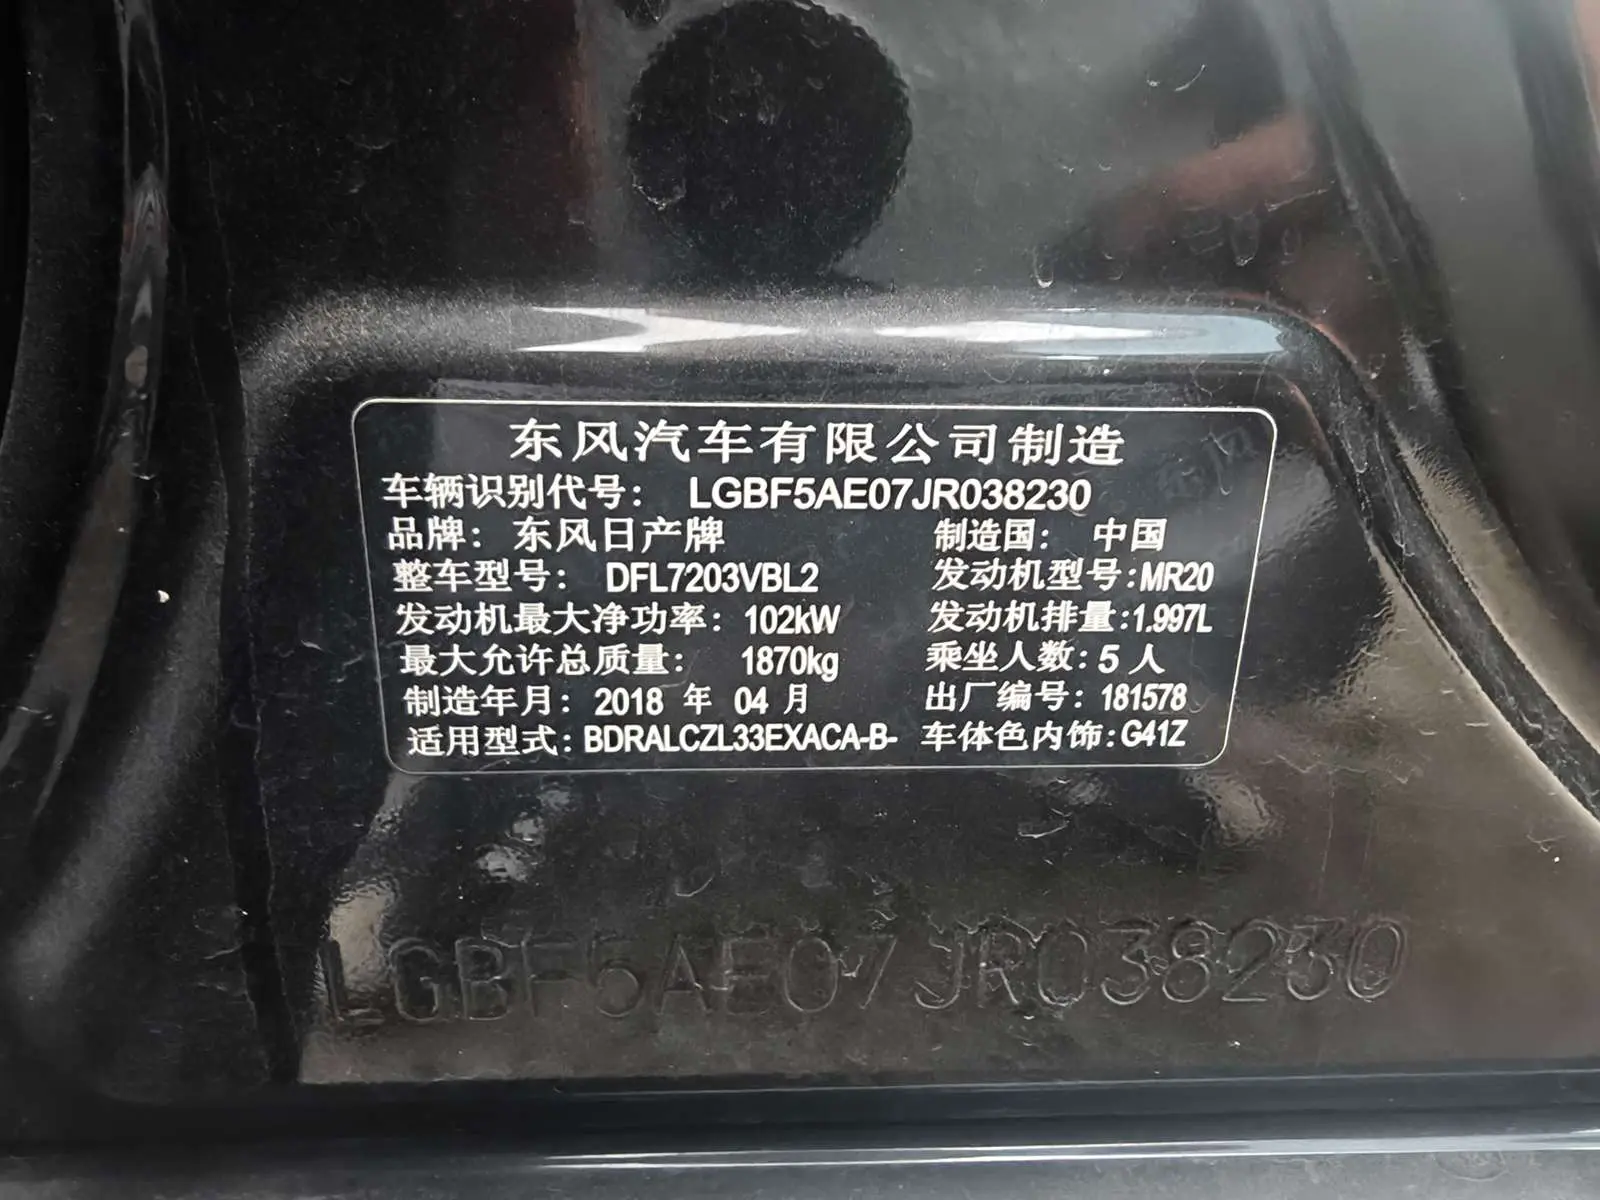 东风汽车有限公司制造
车辆识别代号： LGBF5AE07JR038230
品牌： 东风日产牌 制造国： 中国
整车型号： DFL7203VBL2 发动机型号:MR20
发动机最大净功率： 102kW 发动机排量:1.997L
最大允许总质量： 1870kg 乘坐人数: 5 人
制造年月： 2018 年 04 月 出厂编号: 181578
适用型式: BDRALCZL33EXACA-B- 车体色内饰:G41Z
LGBF5AE07JR038230